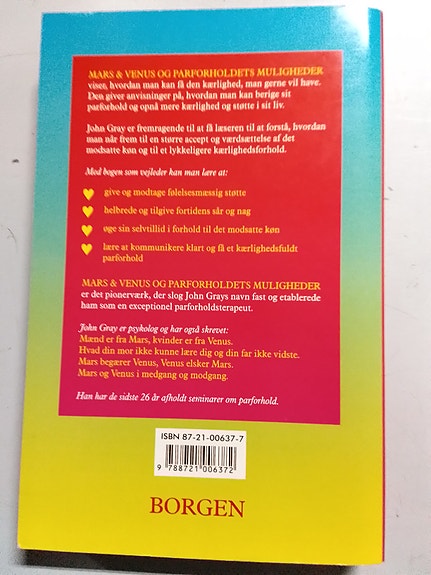 MARS & VENUS OG PARFORHOLDETS MULIGHEDER
viser, hvordan man kan få den kærlighed, man gerne vil have.
Den giver anvisninger på, hvordan man kan berige sit
parforhold og opnå mere kærlighed og støtte i sit liv.
John Gray er fremragende til at få læseren til at forstå, hvordan
man når frem til en større accept og værdsættelse af det
modsatte køn og til et lykkeligere kærlighedsforhold.
Med bogen som vejleder kan man lære at:
give og modtage følelsesmæssig støtte
helbrede og tilgive fortidens sår og nag
øge sin selvtillid i forhold til det modsatte køn
lære at kommunikere klart og få et kærlighedsfuldt
parforhold
MARS & VENUS OG PARFORHOLDETS MULIGHEDER
er det pionerværk, der slog John Grays navn fast og etablerede
ham som en exceptionel parforholdsterapeut.
John Gray er psykolog og har også skrevet:
Mænd er fra Mars, kvinder er fra Venus.
Hvad din mor ikke kunne lære dig og din far ikke vidste.
Mars begærer Venus, Venus elsker Mars.
Mars og Venus i medgang og modgang.
Han har de sidste 26 år afholdt seminarer om parforhold.
ISBN 87-21-00637-7
9 788721 006372
BORGEN